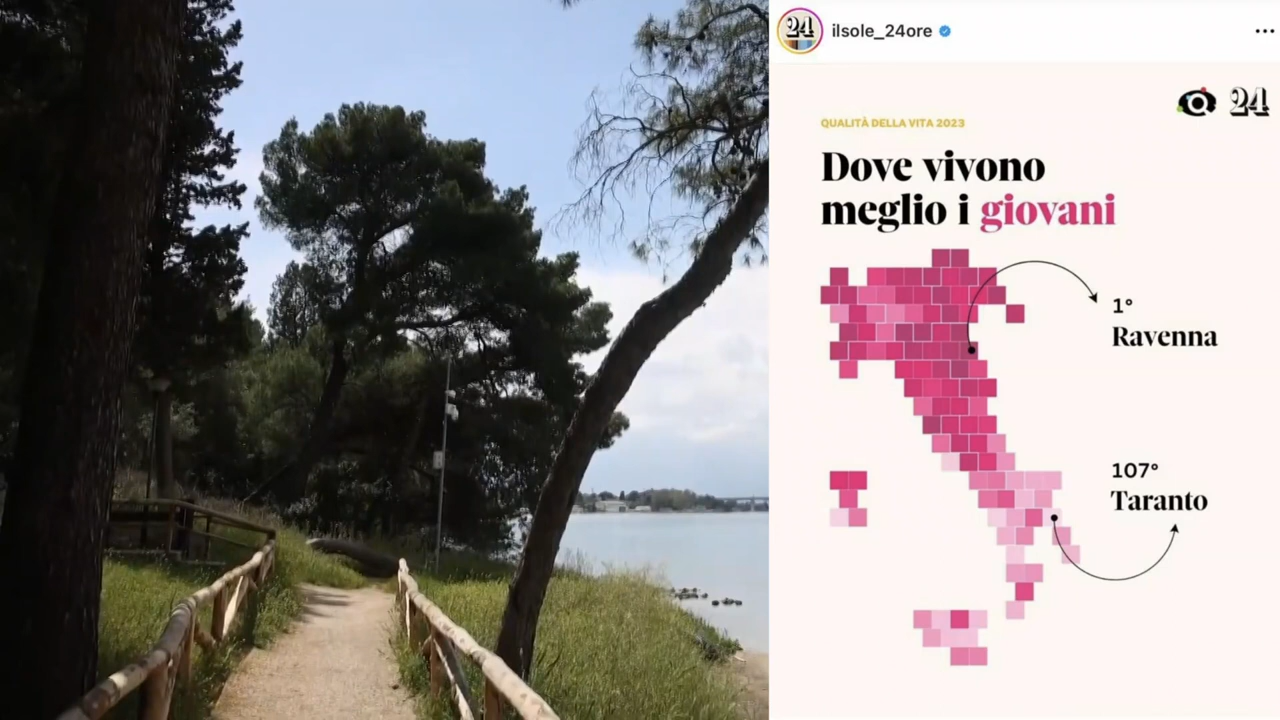 24
ilsole_24ore
24
QUALITÀ DELLA VITA 2023
Dove vivono
meglio i giovani
1°
Ravenna
107°
Taranto